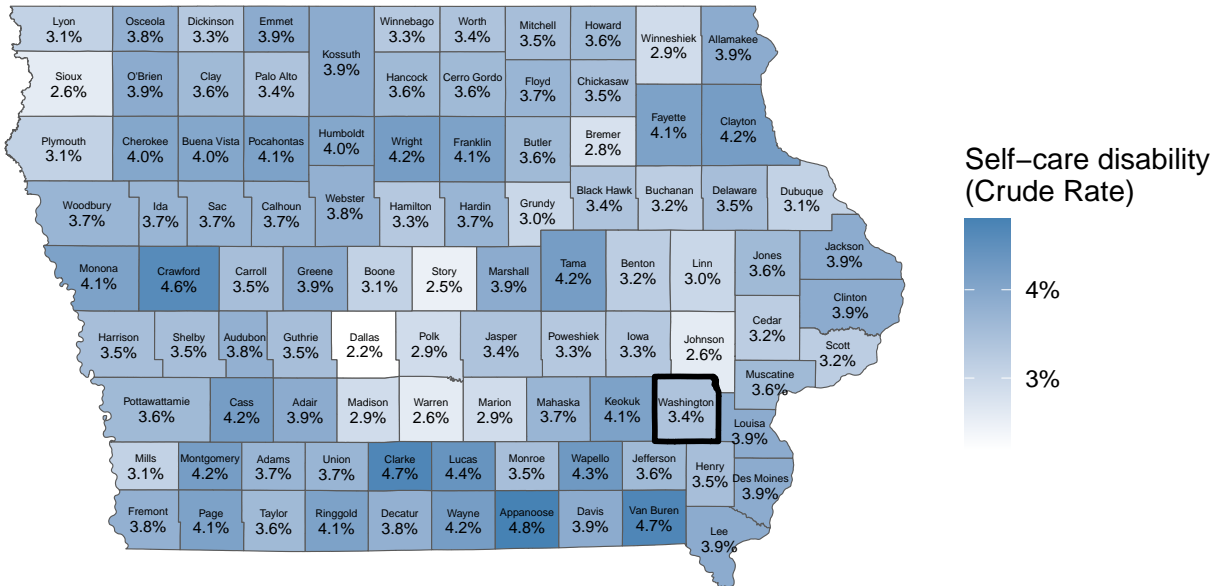 Lyon
3.1%
Osceola
3.8%
Dickinson
3.3%
Emmet
3.9%
Kossuth
3.9%
Winnebago
3.3%
Worth
3.4%
Mitchell
3.5%
Howard
3.6%
Winneshiek
2.9%
Allamakee
3.9%
Sioux
2.6%
O'Brien
3.9%
Clay
3.6%
Palo Alto
3.4%
Hancock
3.6%
Cerro Gordo
3.6%
Floyd
3.7%
Chickasaw
3.5%
Fayette
4.1%
Clayton
4.2%
Plymouth
3.1%
Cherokee
4.0%
Buena Vista
4.0%
Pocahontas
4.1%
Humboldt
4.0%
Wright
4.2%
Franklin
4.1%
Butler
3.6%
Bremer
2.8%
Woodbury
3.7%
Ida
3.7%
Sac
3.7%
Calhoun
3.7%
Webster
3.8%
Hamilton
3.3%
Hardin
3.7%
Grundy
3.0%
Black Hawk
3.4%
Buchanan
3.2%
Delaware
3.5%
Dubuque
3.1%
Monona
4.1%
Crawford
4.6%
Carroll
3.5%
Greene
3.9%
Boone
3.1%
Story
2.5%
Marshall
3.9%
Tama
4.2%
Benton
3.2%
Linn
3.0%
Jones
3.6%
Jackson
3.9%
Clinton
3.9%
Harrison
3.5%
Shelby
3.5%
Audubon
3.8%
Guthrie
3.5%
Dallas
2.2%
Polk
2.9%
Jasper
3.4%
Poweshiek
3.3%
Iowa
3.3%
Johnson
2.6%
Cedar
3.2%
Scott
3.2%
Muscatine
3.6%
Pottawattamie
3.6%
Cass
4.2%
Adair
3.9%
Madison
2.9%
Warren
2.6%
Marion
2.9%
Mahaska
3.7%
Keokuk
4.1%
Washington
3.4%
Louisa
3.9%
Mills
3.1%
Montgomery
4.2%
Adams
3.7%
Union
3.7%
Clarke
4.7%
Lucas
4.4%
Monroe
3.5%
Wapello
4.3%
Jefferson
3.6%
Henry
3.5%
Des Moines
3.9%
Fremont
3.8%
Page
4.1%
Taylor
3.6%
Ringgold
4.1%
Decatur
3.8%
Wayne
4.2%
Appanoose
4.8%
Davis
3.9%
Van Buren
4.7%
Lee
3.9%
Self−care disability
(Crude Rate)
4%
3%